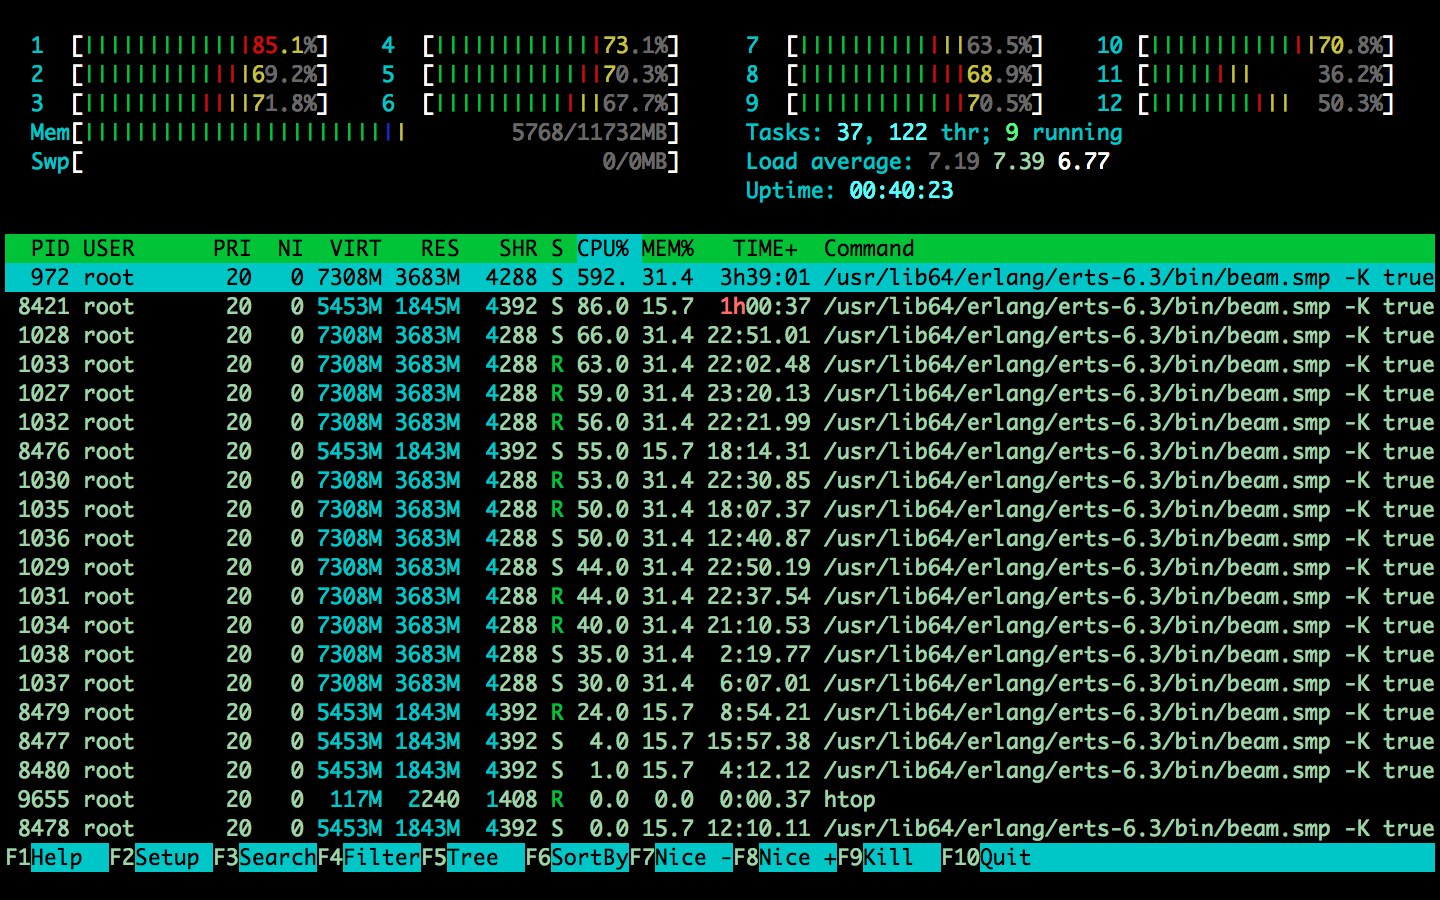 1 [||||||||||||||85.1%] 4 [||||||||||||||73.1%] 7 [|||||||||||||63.5%] 10 [|||||||||||||70.8%]
2 [|||||||||||||69.2%] 5 [|||||||||||||70.3%] 8 [|||||||||||||68.9%] 11 [||||||||| 36.2%]
3 [|||||||||||||71.8%] 6 [|||||||||||||67.7%] 9 [|||||||||||||70.5%] 12 [|||||||||||| 50.3%]
Mem[||||||||||||||||||||||||| 5768/11732MB] Tasks: 37, 122 thr; 9 running
Swp[ 0/0MB] Load average: 7.19 7.39 6.77
Uptime: 00:40:23
PID USER PRI NI VIRT RES SHR S CPU% MEM% TIME+ Command
972 root 20 0 7308M 3683M 4288 S 592. 31.4 3h39:01 /usr/lib64/erlang/erts-6.3/bin/beam.smp -K true
8421 root 20 0 5453M 1845M 4392 S 86.0 15.7 1h00:37 /usr/lib64/erlang/erts-6.3/bin/beam.smp -K true
1028 root 20 0 7308M 3683M 4288 S 66.0 31.4 22:51.01 /usr/lib64/erlang/erts-6.3/bin/beam.smp -K true
1033 root 20 0 7308M 3683M 4288 R 63.0 31.4 22:02.48 /usr/lib64/erlang/erts-6.3/bin/beam.smp -K true
1027 root 20 0 7308M 3683M 4288 R 59.0 31.4 23:20.13 /usr/lib64/erlang/erts-6.3/bin/beam.smp -K true
1032 root 20 0 7308M 3683M 4288 R 56.0 31.4 22:21.99 /usr/lib64/erlang/erts-6.3/bin/beam.smp -K true
8476 root 20 0 5453M 1843M 4392 S 55.0 15.7 18:14.31 /usr/lib64/erlang/erts-6.3/bin/beam.smp -K true
1030 root 20 0 7308M 3683M 4288 R 53.0 31.4 22:30.85 /usr/lib64/erlang/erts-6.3/bin/beam.smp -K true
1035 root 20 0 7308M 3683M 4288 R 50.0 31.4 18:07.37 /usr/lib64/erlang/erts-6.3/bin/beam.smp -K true
1036 root 20 0 7308M 3683M 4288 S 50.0 31.4 12:40.87 /usr/lib64/erlang/erts-6.3/bin/beam.smp -K true
1029 root 20 0 7308M 3683M 4288 S 44.0 31.4 22:50.19 /usr/lib64/erlang/erts-6.3/bin/beam.smp -K true
1031 root 20 0 7308M 3683M 4288 R 44.0 31.4 22:37.54 /usr/lib64/erlang/erts-6.3/bin/beam.smp -K true
1034 root 20 0 7308M 3683M 4288 R 40.0 31.4 21:10.53 /usr/lib64/erlang/erts-6.3/bin/beam.smp -K true
1038 root 20 0 7308M 3683M 4288 S 35.0 31.4 2:19.77 /usr/lib64/erlang/erts-6.3/bin/beam.smp -K true
1037 root 20 0 7308M 3683M 4288 S 30.0 31.4 6:07.01 /usr/lib64/erlang/erts-6.3/bin/beam.smp -K true
8479 root 20 0 5453M 1843M 4392 R 24.0 15.7 8:54.21 /usr/lib64/erlang/erts-6.3/bin/beam.smp -K true
8477 root 20 0 5453M 1843M 4392 S 4.0 15.7 15:57.38 /usr/lib64/erlang/erts-6.3/bin/beam.smp -K true
8480 root 20 0 5453M 1843M 4392 S 1.0 15.7 4:12.12 /usr/lib64/erlang/erts-6.3/bin/beam.smp -K true
9655 root 20 0 117M 2240 1408 R 0.0 0.0 0:00.37 htop
8478 root 20 0 5453M 1843M 4392 S 0.0 15.7 12:10.11 /usr/lib64/erlang/erts-6.3/bin/beam.smp -K true
F1Help F2Setup F3SearchF4FilterF5Tree F6SortByF7Nice -F8Nice +F9Kill F10Quit